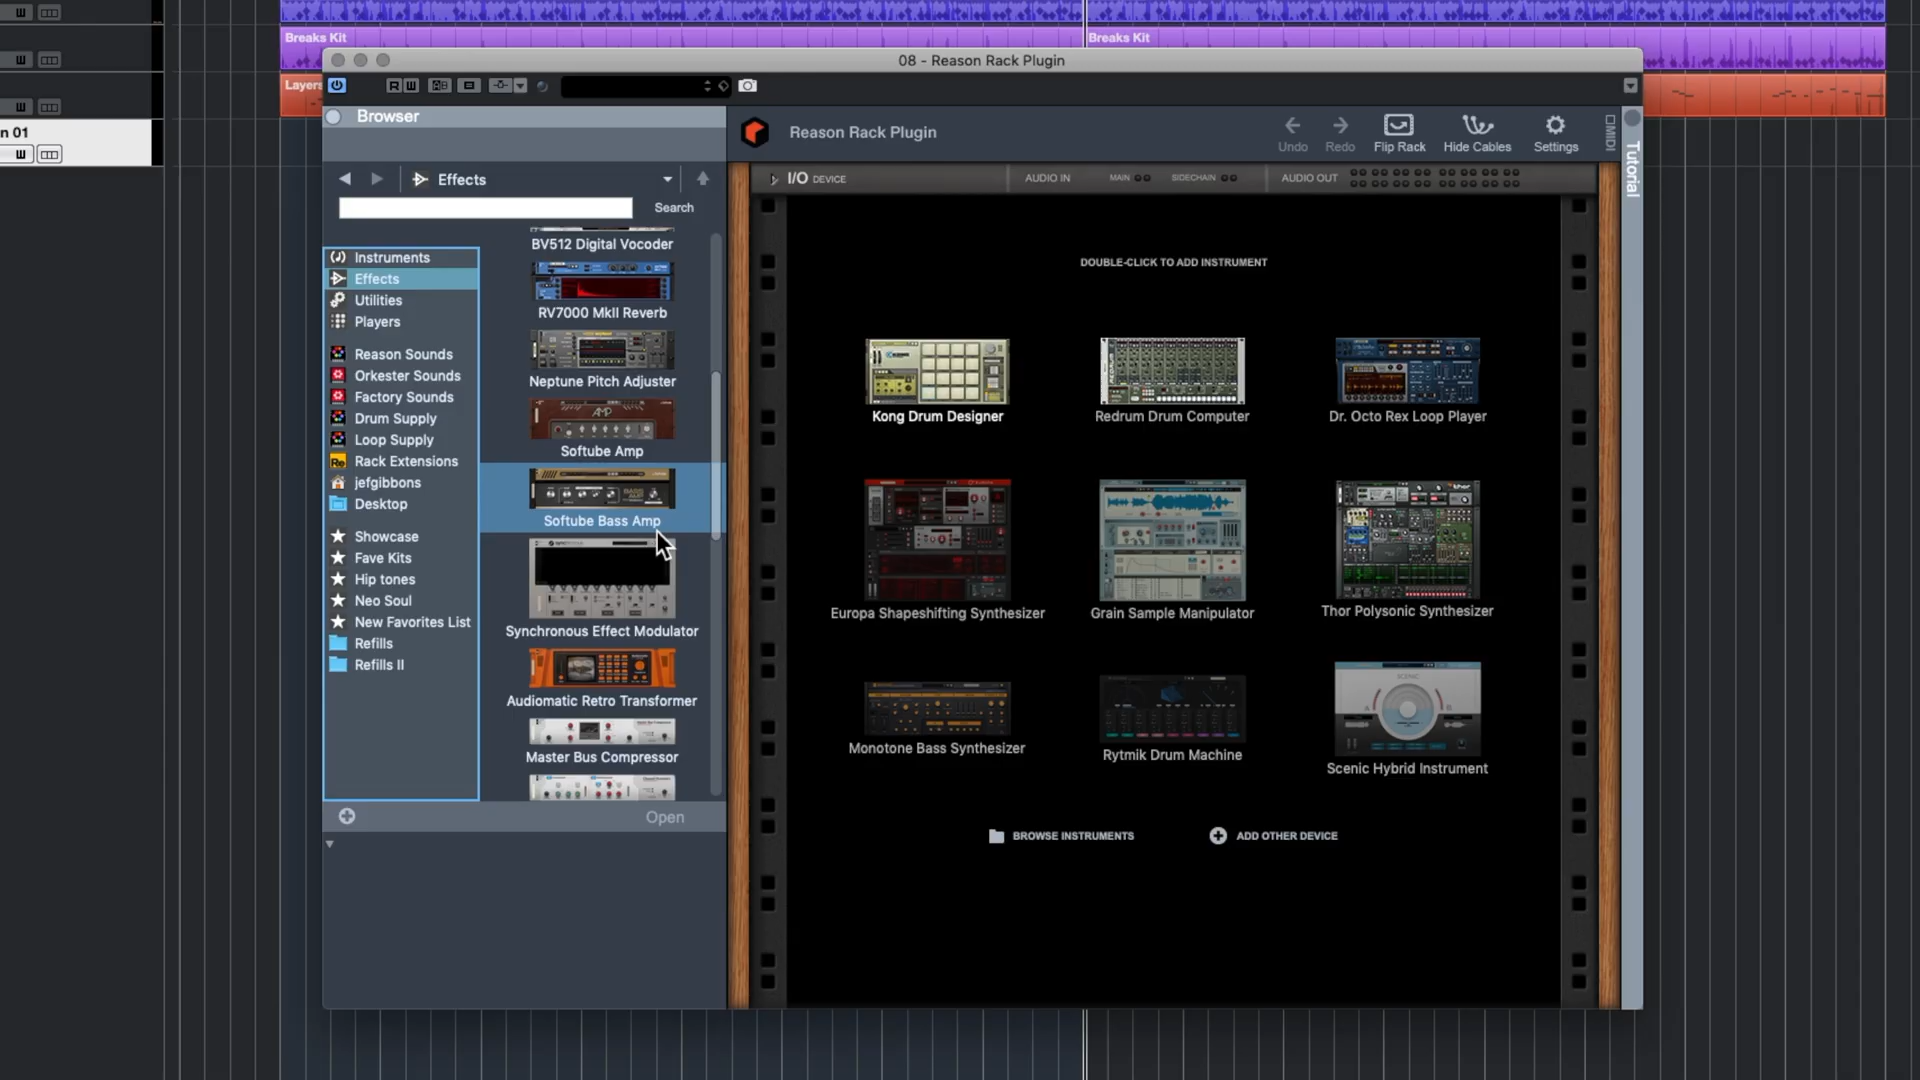 Breaks Kit
Breaks Kit
08 - Reason Rack Plugin
Layers
R W
n 01
Browser
Reason Rack Plugin
Undo
Redo
Flip Rack
Hide Cables
Settings
MIDI
Tutorial
Effects
I/O DEVICE
AUDIO IN
MAIN
SIDECHAIN
AUDIO OUT
Search
Instruments
Effects
Utilities
Players
Reason Sounds
Orkester Sounds
Factory Sounds
Drum Supply
Loop Supply
Rack Extensions
jefgibbons
Desktop
Showcase
Fave Kits
Hip tones
Neo Soul
New Favorites List
Refills
Refills II
BV512 Digital Vocoder
RV7000 MkII Reverb
Neptune Pitch Adjuster
AMP
Softube Amp
Softube Bass Amp
Synchronous Effect Modulator
Audiomatic Retro Transformer
Master Bus Compressor
Open
DOUBLE-CLICK TO ADD INSTRUMENT
Kong Drum Designer
Redrum Drum Computer
Dr. Octo Rex Loop Player
Europa Shapeshifting Synthesizer
Grain Sample Manipulator
Thor Polysonic Synthesizer
Monotone Bass Synthesizer
Rytmik Drum Machine
Scenic Hybrid Instrument
BROWSE INSTRUMENTS
ADD OTHER DEVICE